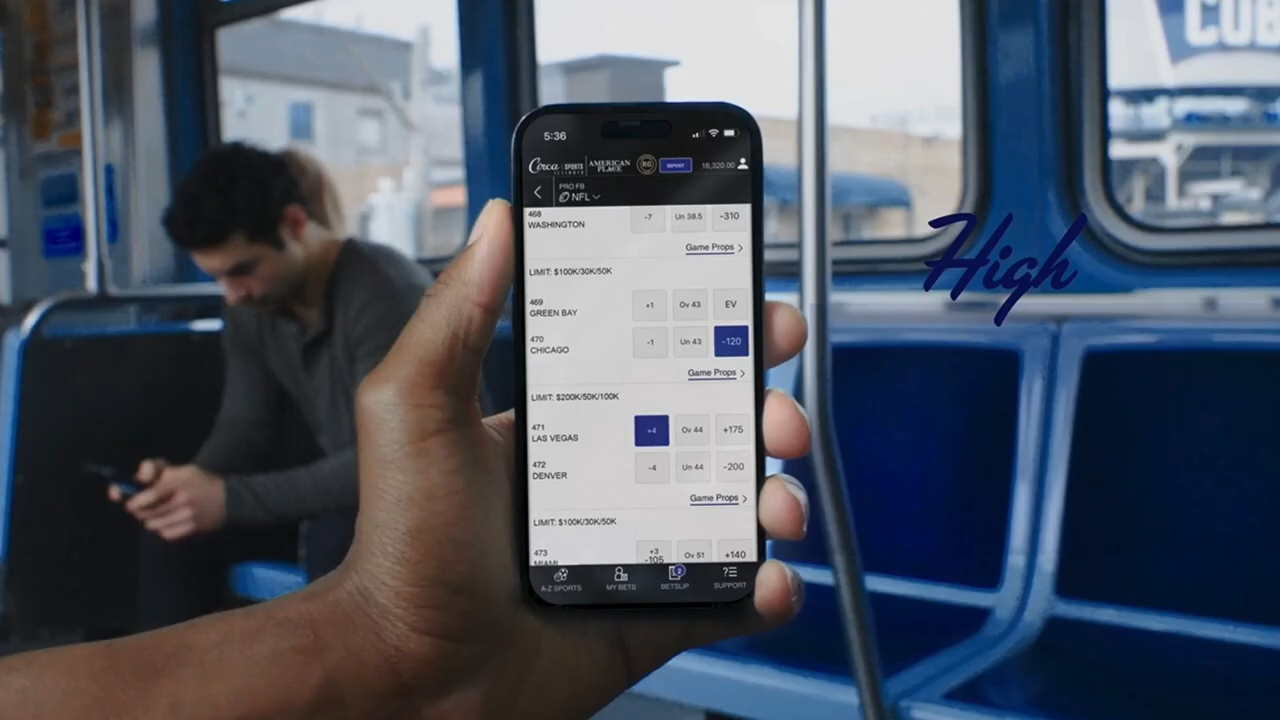 CUB
5:36
Circa SPORTS ILLINOIS AMERICAN PLACE RG DEPOSIT 16,320.00
PRO FB
NFL
468
WASHINGTON -7 Un 38.5 -310
Game Props
LIMIT: $100K/30K/50K
469
GREEN BAY +1 Ov 43 EV
470
CHICAGO -1 Un 43 -120
Game Props
LIMIT: $200K/50K/100K
471
LAS VEGAS +4 Ov 44 +175
472
DENVER -4 Un 44 -200
Game Props
LIMIT: $100K/30K/50K
473
MIAMI +3 -105 Ov 51 +140
2
A-Z SPORTS MY BETS BETSLIP SUPPORT
High